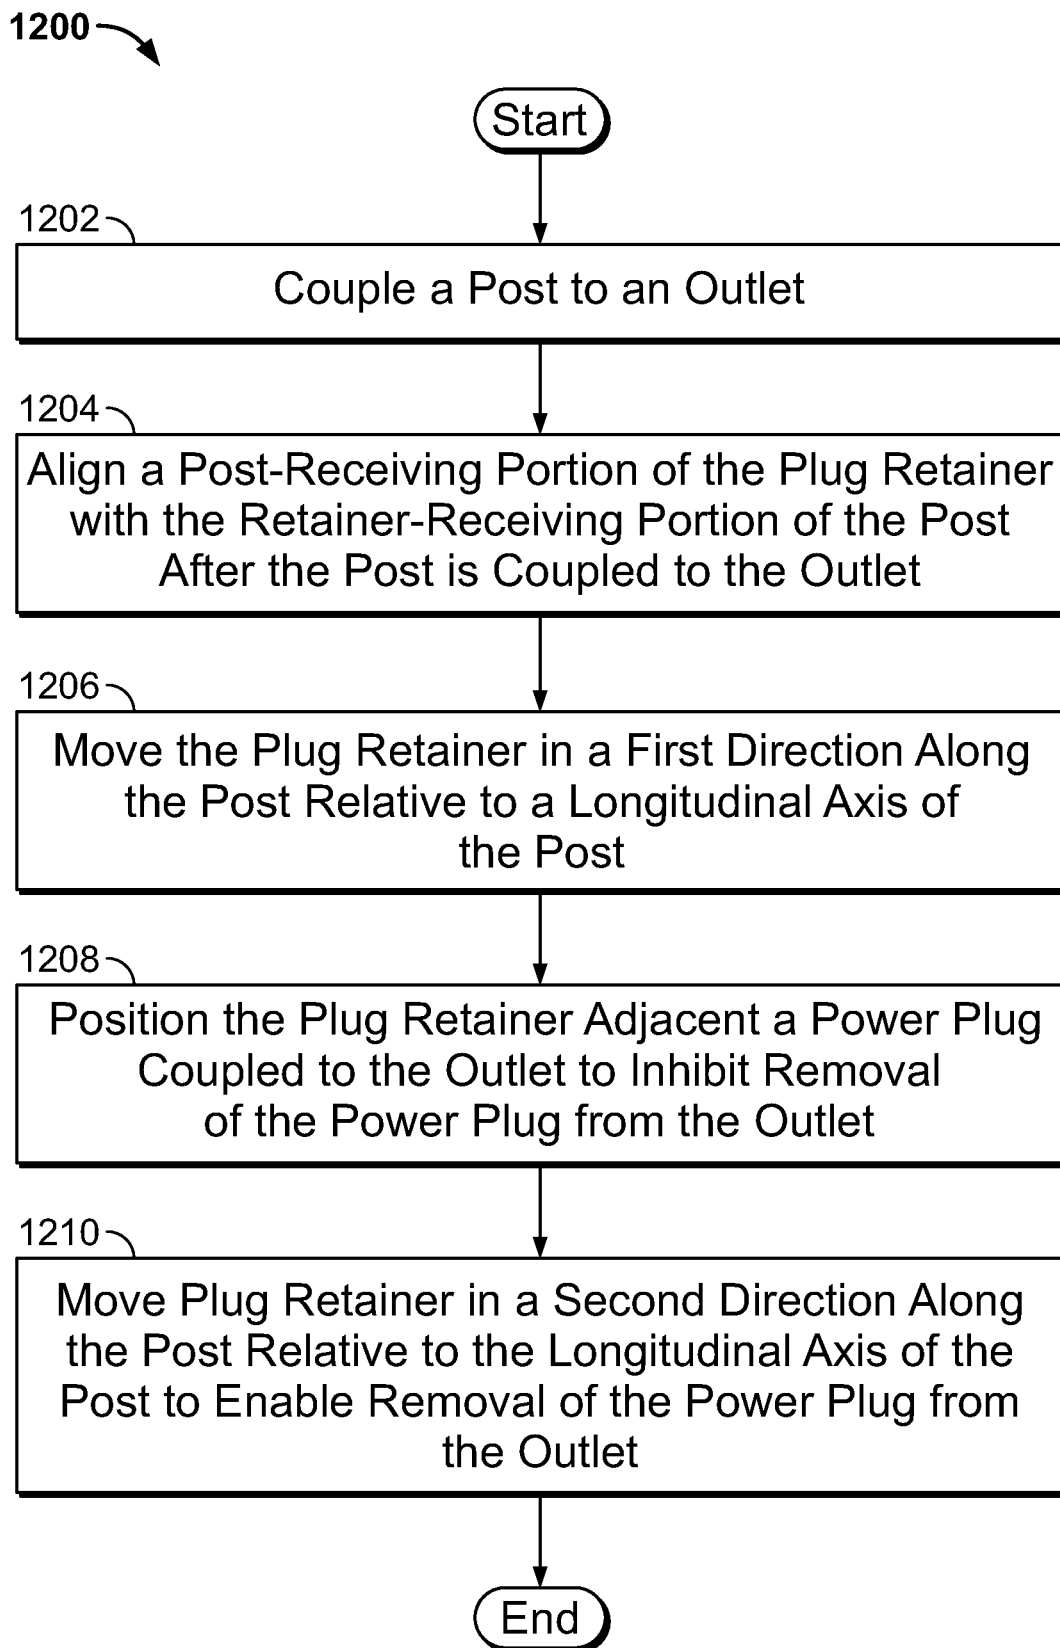 1200
Start
1202
Couple a Post to an Outlet
1204
Align a Post-Receiving Portion of the Plug Retainer
with the Retainer-Receiving Portion of the Post
After the Post is Coupled to the Outlet
1206
Move the Plug Retainer in a First Direction Along
the Post Relative to a Longitudinal Axis of
the Post
1208
Position the Plug Retainer Adjacent a Power Plug
Coupled to the Outlet to Inhibit Removal
of the Power Plug from the Outlet
1210
Move Plug Retainer in a Second Direction Along
the Post Relative to the Longitudinal Axis of the
Post to Enable Removal of the Power Plug from
the Outlet
End